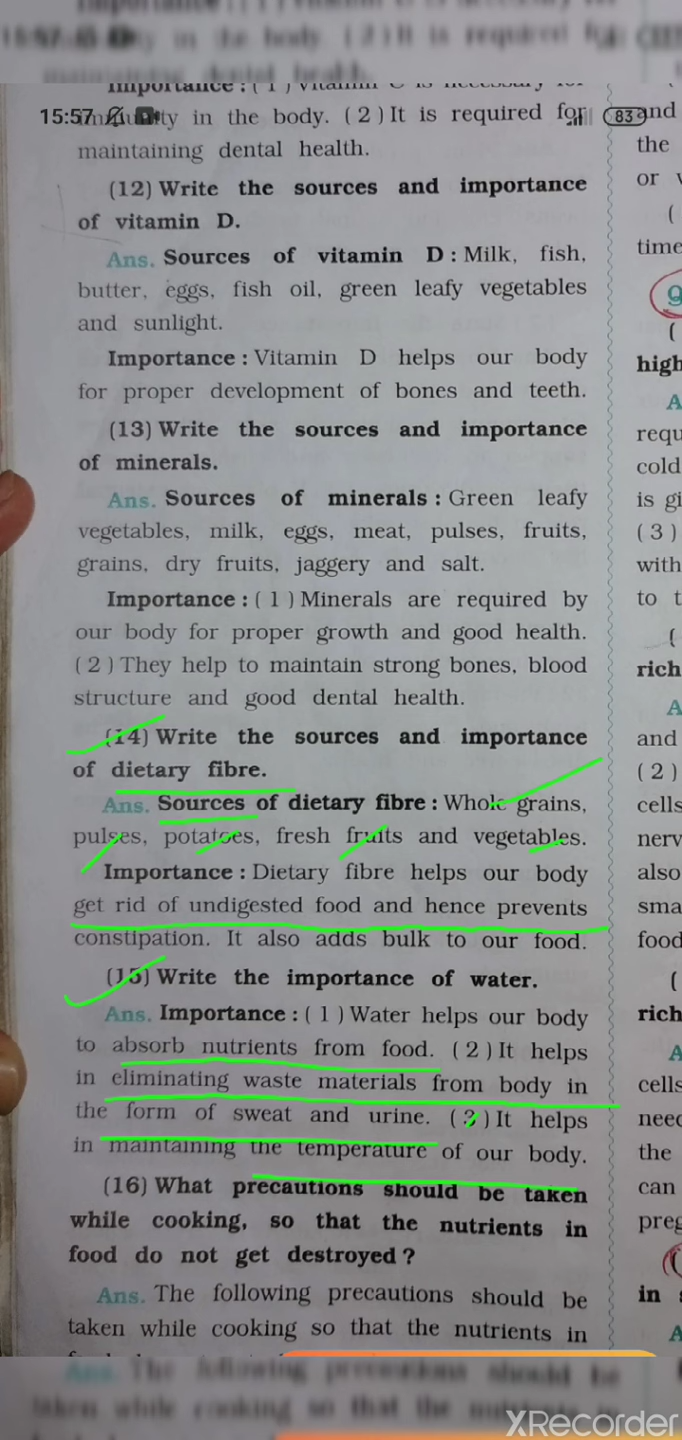 Importance : ( 1 ) Vitamin C is necessary for
15:57
83
immunity in the body. ( 2 ) It is required for
maintaining dental health.
(12) Write the sources and importance
of vitamin D.
Ans. Sources of vitamin D : Milk, fish,
butter, eggs, fish oil, green leafy vegetables
and sunlight.
Importance : Vitamin D helps our body
for proper development of bones and teeth.
(13) Write the sources and importance
of minerals.
Ans. Sources of minerals : Green leafy
vegetables, milk, eggs, meat, pulses, fruits,
grains, dry fruits, jaggery and salt.
Importance : ( 1 ) Minerals are required by
our body for proper growth and good health.
( 2 ) They help to maintain strong bones, blood
structure and good dental health.
(14) Write the sources and importance
of dietary fibre.
Ans. Sources of dietary fibre : Whole grains,
pulses, potatoes, fresh fruits and vegetables.
Importance : Dietary fibre helps our body
get rid of undigested food and hence prevents
constipation. It also adds bulk to our food.
(15) Write the importance of water.
Ans. Importance : ( 1 ) Water helps our body
to absorb nutrients from food. ( 2 ) It helps
in eliminating waste materials from body in
the form of sweat and urine. ( 3 ) It helps
in maintaining the temperature of our body.
(16) What precautions should be taken
while cooking, so that the nutrients in
food do not get destroyed ?
Ans. The following precautions should be
taken while cooking so that the nutrients in
and
the
or
(
time
(
high
A
requ
cold
is gi
( 3 )
with
to t
(
rich
A
and
( 2 )
cells
nerv
also
sma
food
(
rich
A
cells
need
the
can
preg
in
A
XRecorder